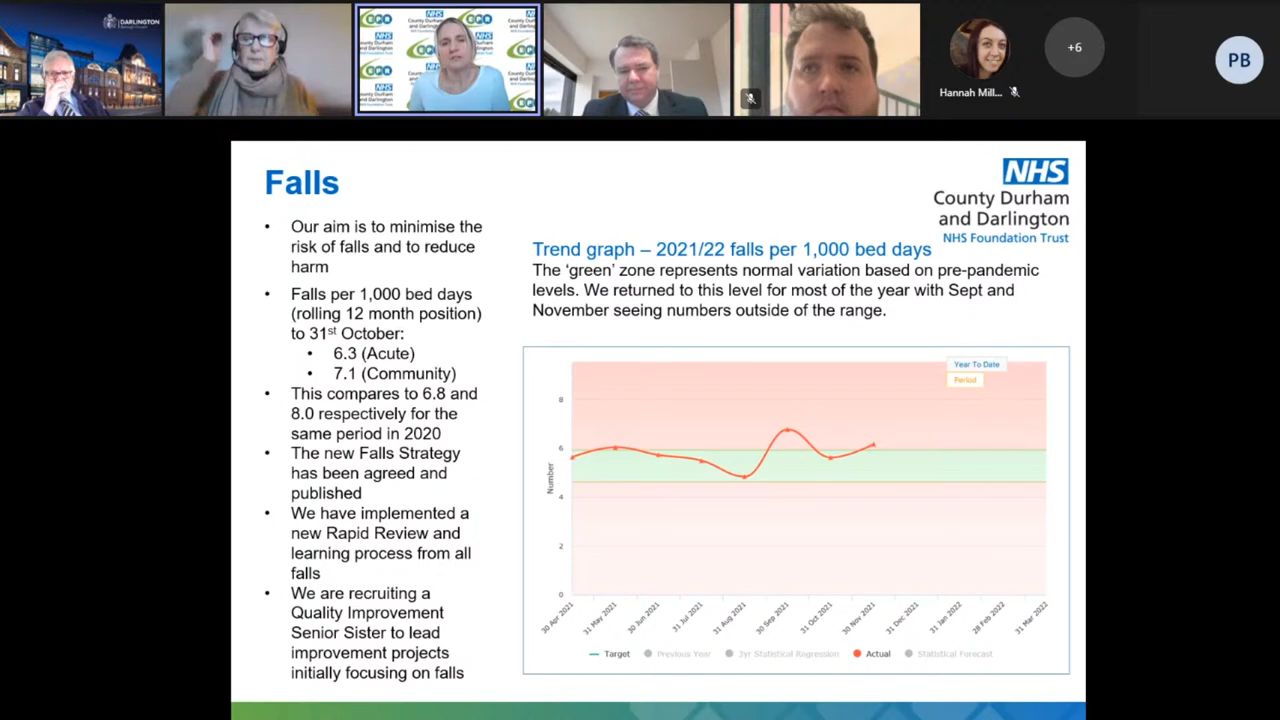 DARLINGTON
Borough Council
EPR
NHS
County Durham
and Darlington
NHS Foundation Trust
Hannah Mill...
+6
PB
Falls
NHS
County Durham
and Darlington
NHS Foundation Trust
• Our aim is to minimise the
risk of falls and to reduce
harm
• Falls per 1,000 bed days
(rolling 12 month position)
to 31st October:
• 6.3 (Acute)
• 7.1 (Community)
• This compares to 6.8 and
8.0 respectively for the
same period in 2020
• The new Falls Strategy
has been agreed and
published
• We have implemented a
new Rapid Review and
learning process from all
falls
• We are recruiting a
Quality Improvement
Senior Sister to lead
improvement projects
initially focusing on falls
Trend graph – 2021/22 falls per 1,000 bed days
The ‘green’ zone represents normal variation based on pre-pandemic
levels. We returned to this level for most of the year with Sept and
November seeing numbers outside of the range.
Year To Date
Period
Number
8
6
4
2
0
30 Apr 2021
31 May 2021
30 Jun 2021
31 Jul 2021
31 Aug 2021
30 Sep 2021
31 Oct 2021
30 Nov 2021
31 Dec 2021
31 Jan 2022
28 Feb 2022
31 Mar 2022
Target Previous Year 3yr Statistical Regression Actual Statistical Forecast